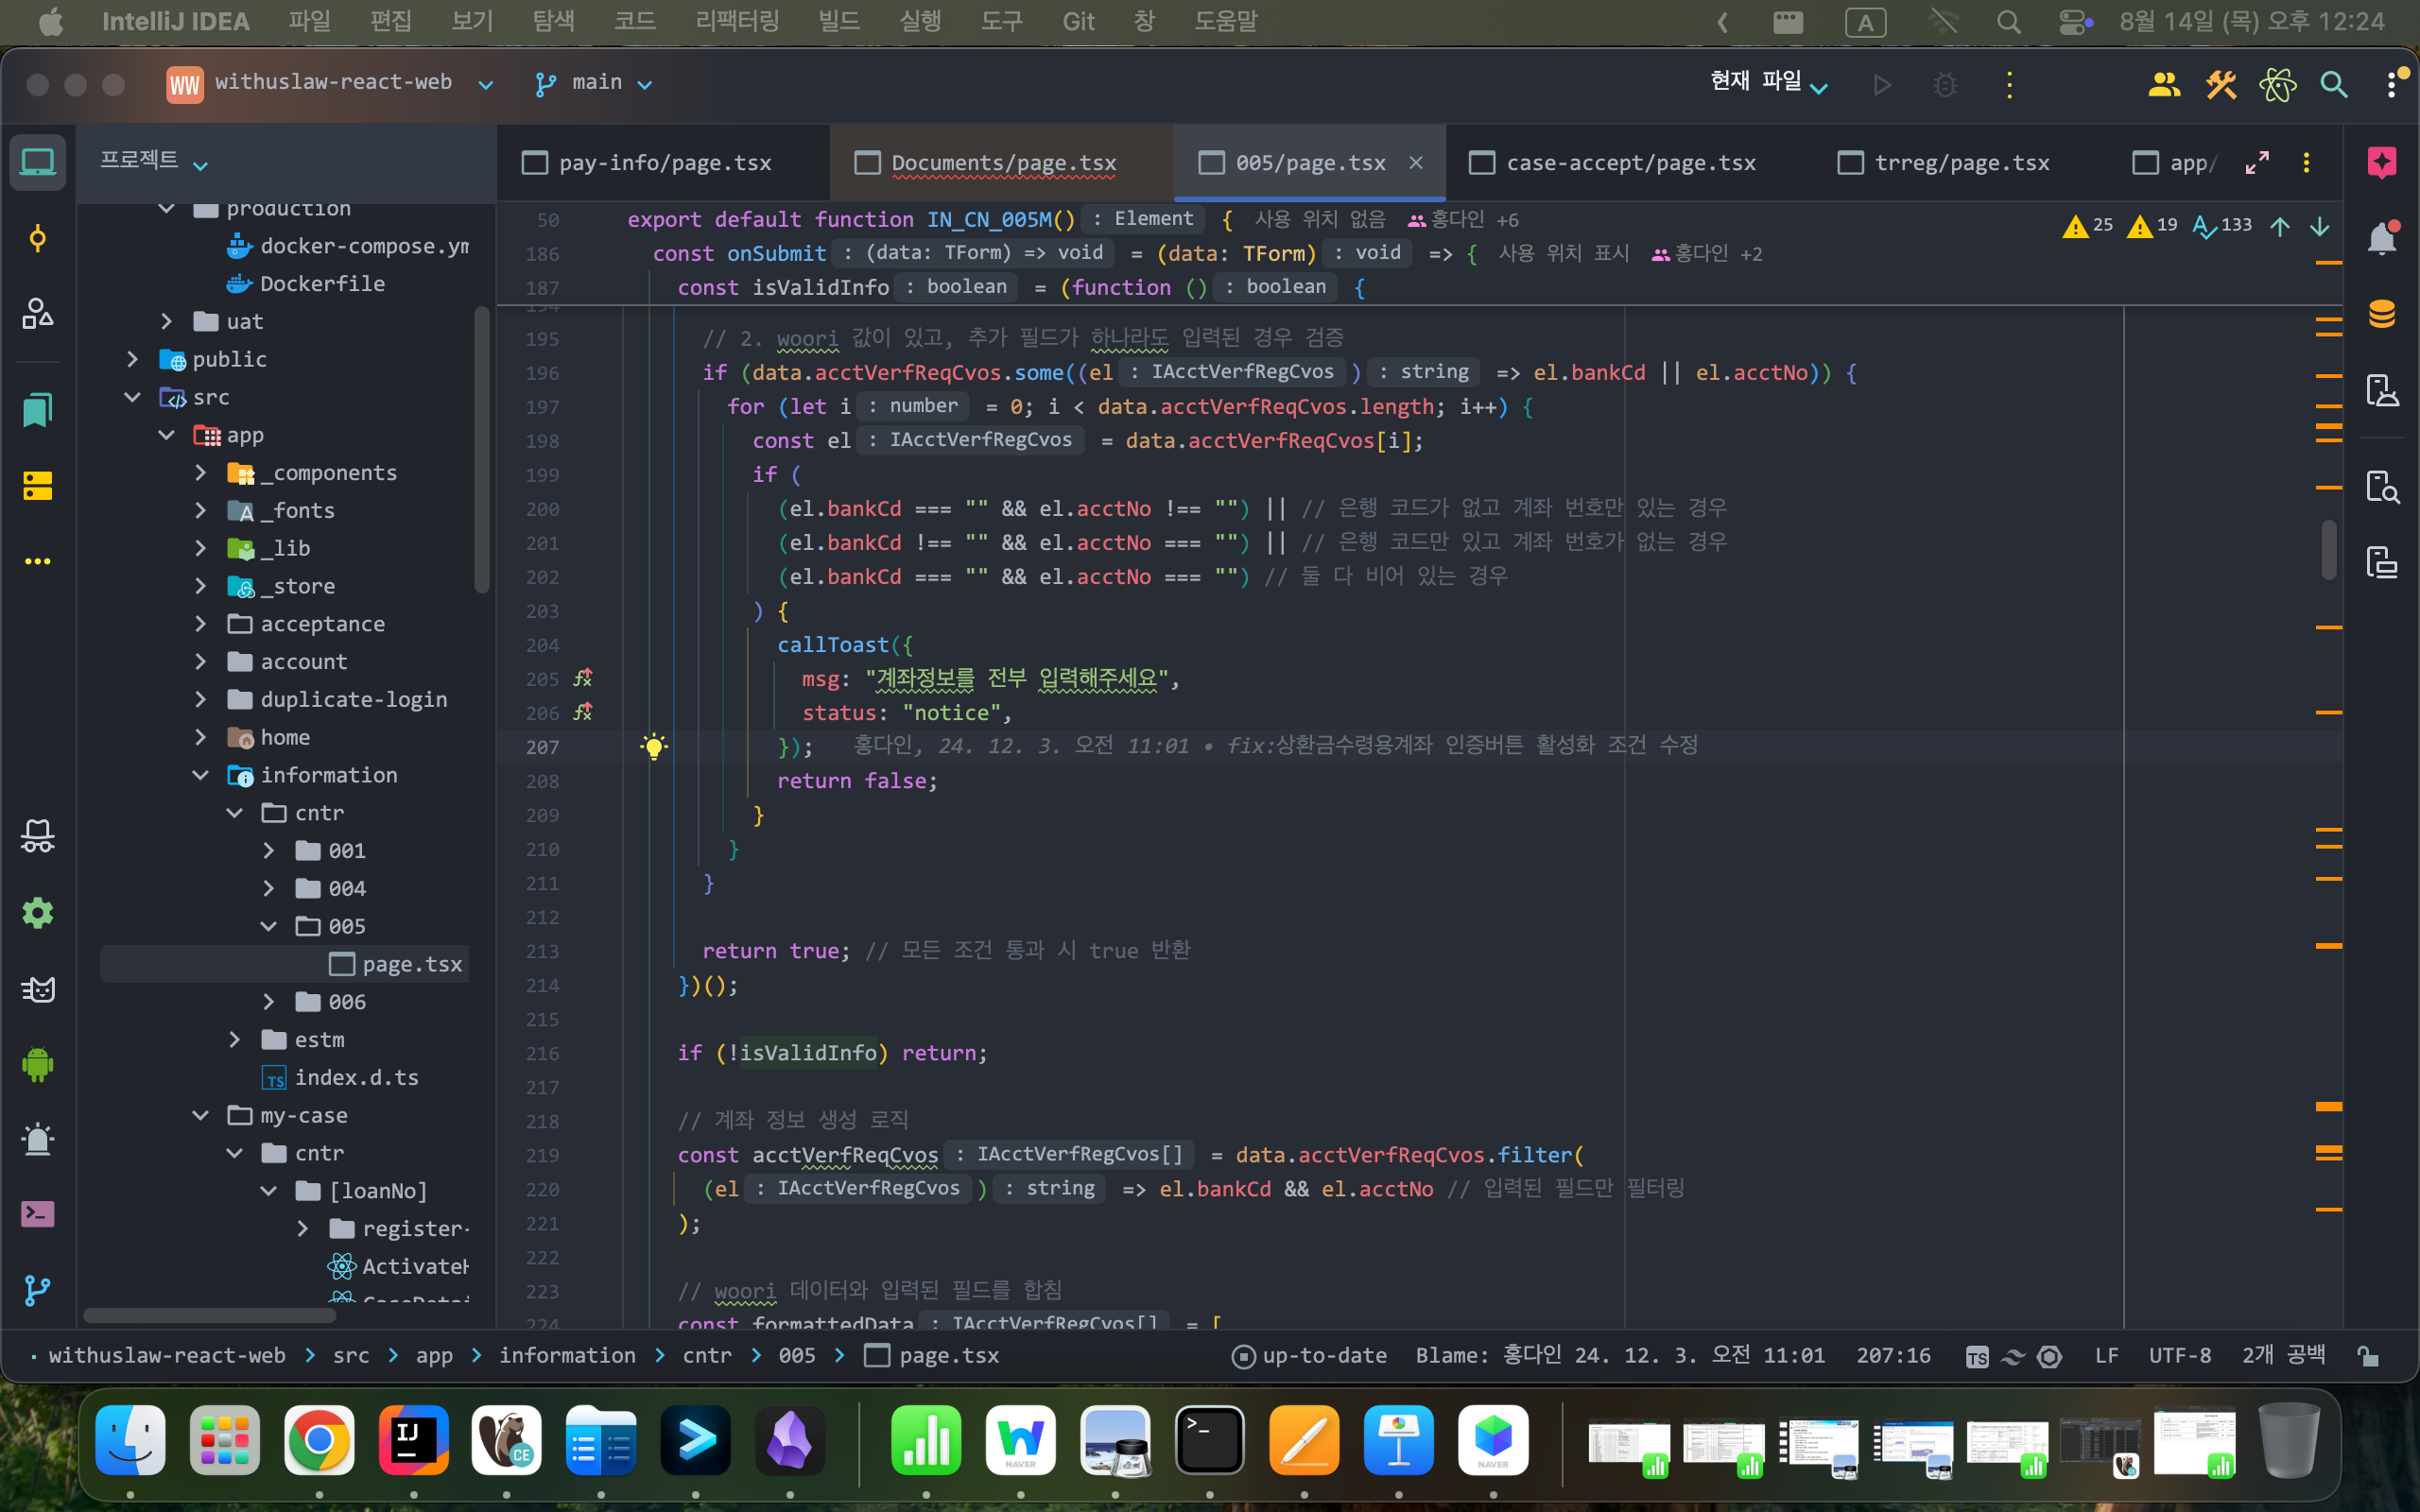 IntelliJ IDEA 파일 편집 보기 탐색 코드 리팩터링 빌드 실행 도구 Git 창 도움말 A 8월 14일 (목) 오후 12:24
WW withuslaw-react-web main 현재 파일
프로젝트
pay-info/page.tsx Documents/page.tsx 005/page.tsx case-accept/page.tsx trreg/page.tsx app/
production
docker-compose.ym
Dockerfile
uat
public
src
app
_components
_fonts
_lib
_store
acceptance
account
duplicate-login
home
information
cntr
001
004
005
page.tsx
006
estm
index.d.ts
my-case
cntr
[loanNo]
register-
ActivateH
CaseDetai
25 19 133
50 export default function IN_CN_005M() : Element { 사용 위치 없음 홍다인 +6
186 const onSubmit : (data: TForm) => void = (data: TForm) : void => { 사용 위치 표시 홍다인 +2
187 const isValidInfo : boolean = (function () : boolean {
194
195 // 2. woori 값이 있고, 추가 필드가 하나라도 입력된 경우 검증
196 if (data.acctVerfReqCvos.some((el : IAcctVerfRegCvos ) : string => el.bankCd || el.acctNo)) {
197 for (let i : number = 0; i < data.acctVerfReqCvos.length; i++) {
198 const el : IAcctVerfRegCvos = data.acctVerfReqCvos[i];
199 if (
200 (el.bankCd === "" && el.acctNo !== "") || // 은행 코드가 없고 계좌 번호만 있는 경우
201 (el.bankCd !== "" && el.acctNo === "") || // 은행 코드만 있고 계좌 번호가 없는 경우
202 (el.bankCd === "" && el.acctNo === "") // 둘 다 비어 있는 경우
203 ) {
204 callToast({
205 msg: "계좌정보를 전부 입력해주세요",
206 status: "notice",
207 }); 홍다인, 24. 12. 3. 오전 11:01 • fix:상환금수령용계좌 인증버튼 활성화 조건 수정
208 return false;
209 }
210 }
211 }
212
213 return true; // 모든 조건 통과 시 true 반환
214 })();
215
216 if (!isValidInfo) return;
217
218 // 계좌 정보 생성 로직
219 const acctVerfReqCvos : IAcctVerfRegCvos[] = data.acctVerfReqCvos.filter(
220 (el : IAcctVerfRegCvos ) : string => el.bankCd && el.acctNo // 입력된 필드만 필터링
221 );
222
223 // woori 데이터와 입력된 필드를 합침
224 const formattedData : IAcctVerfRegCvos[] = [
withuslaw-react-web > src > app > information > cntr > 005 > page.tsx up-to-date Blame: 홍다인 24. 12. 3. 오전 11:01 207:16 TS LF UTF-8 2개 공백
IJ CE NAVER >_ NAVER